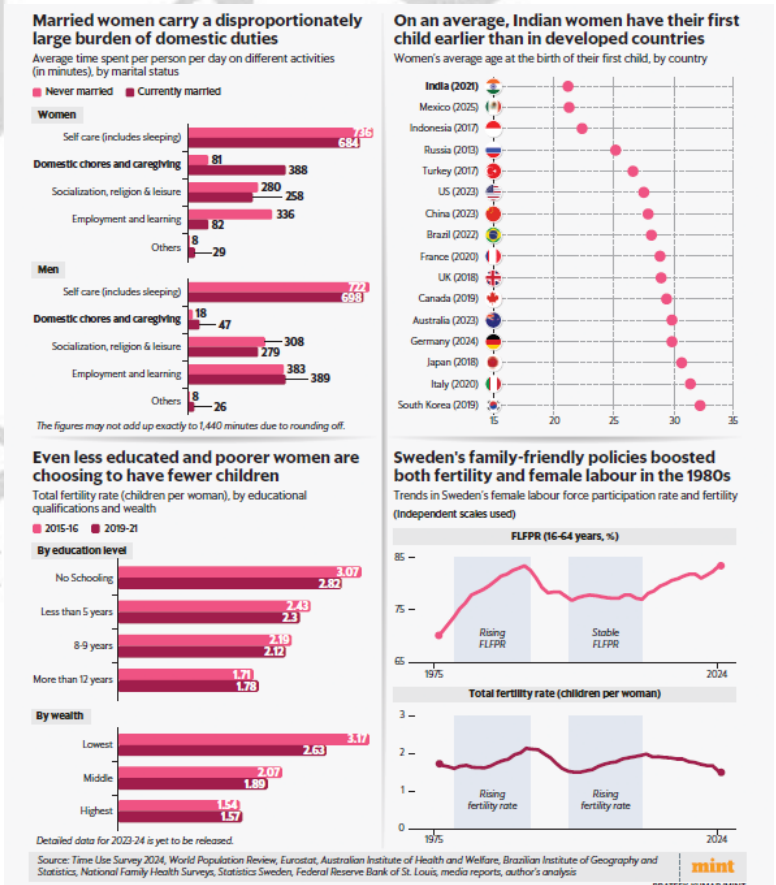 Married women carry a disproportionately
large burden of domestic duties
Average time spent per person per day on different activities
(in minutes), by marital status
Never married Currently married
Women
Self care (includes sleeping) 736
684
Domestic chores and caregiving 81
388
Socialization, religion & leisure 280
258
Employment and learning 336
82
Others 8
29
Men
Self care (includes sleeping) 722
698
Domestic chores and caregiving 18
47
Socialization, religion & leisure 308
279
Employment and learning 383
389
Others 8
26
The figures may not add up exactly to 1,440 minutes due to rounding off.
On an average, Indian women have their first
child earlier than in developed countries
Women's average age at the birth of their first child, by country
India (2021)
Mexico (2025)
Indonesia (2017)
Russia (2013)
Turkey (2017)
US (2023)
China (2023)
Brazil (2022)
France (2020)
UK (2018)
Canada (2019)
Australia (2023)
Germany (2024)
Japan (2018)
Italy (2020)
South Korea (2019)
15 20 25 30 35
Even less educated and poorer women are
choosing to have fewer children
Total fertility rate (children per woman), by educational
qualifications and wealth
2015-16 2019-21
By education level
No Schooling 3.07
2.82
Less than 5 years 2.43
2.3
8-9 years 2.19
2.12
More than 12 years 1.71
1.78
By wealth
Lowest 3.17
2.63
Middle 2.07
1.89
Highest 1.54
1.57
Detailed data for 2023-24 is yet to be released.
Sweden's family-friendly policies boosted
both fertility and female labour in the 1980s
Trends in Sweden's female labour force participation rate and fertility
(Independent scales used)
FLFPR (16-64 years, %)
85
75
65
Rising
FLFPR
Stable
FLFPR
1975 2024
Total fertility rate (children per woman)
3
2
1
0
Rising
fertility rate
Rising
fertility rate
1975 2024
Source: Time Use Survey 2024, World Population Review, Eurostat, Australian Institute of Health and Welfare, Brazilian Institute of Geography and
Statistics, National Family Health Surveys, Statistics Sweden, Federal Reserve Bank of St. Louis, media reports, author's analysis
mint